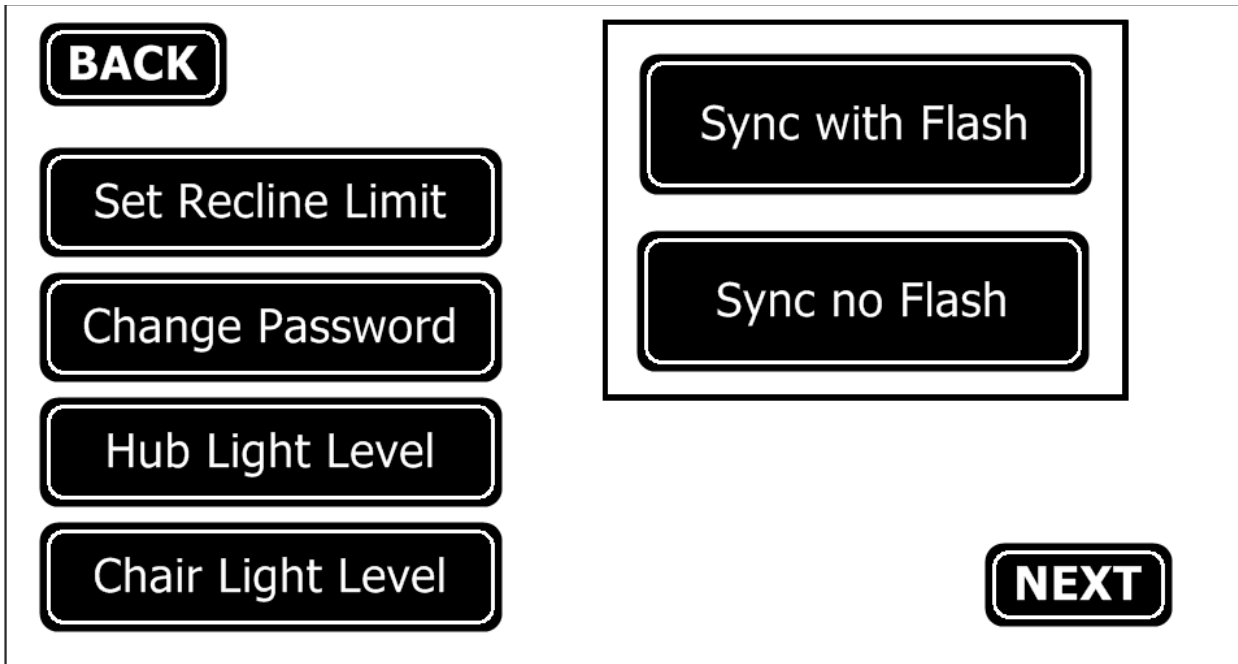 BACK
Set Recline Limit
Change Password
Hub Light Level
Chair Light Level
Sync with Flash
Sync no Flash
NEXT